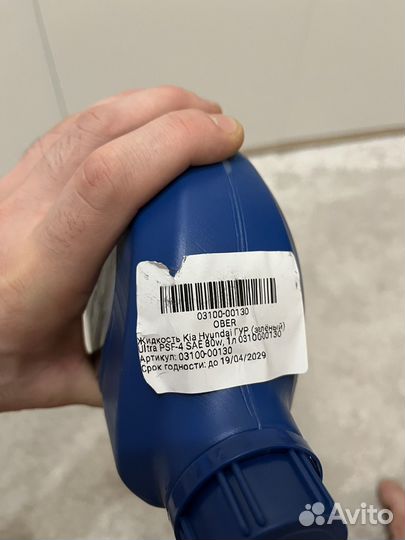 03100-00130
OBER
Жидкость Kia Hyundai ГУР (зелёный)
Ultra PSF-4 SAE 80w, 1л 0310000130
Артикул: 03100-00130
Срок годности: до 19/04/2029
Avito